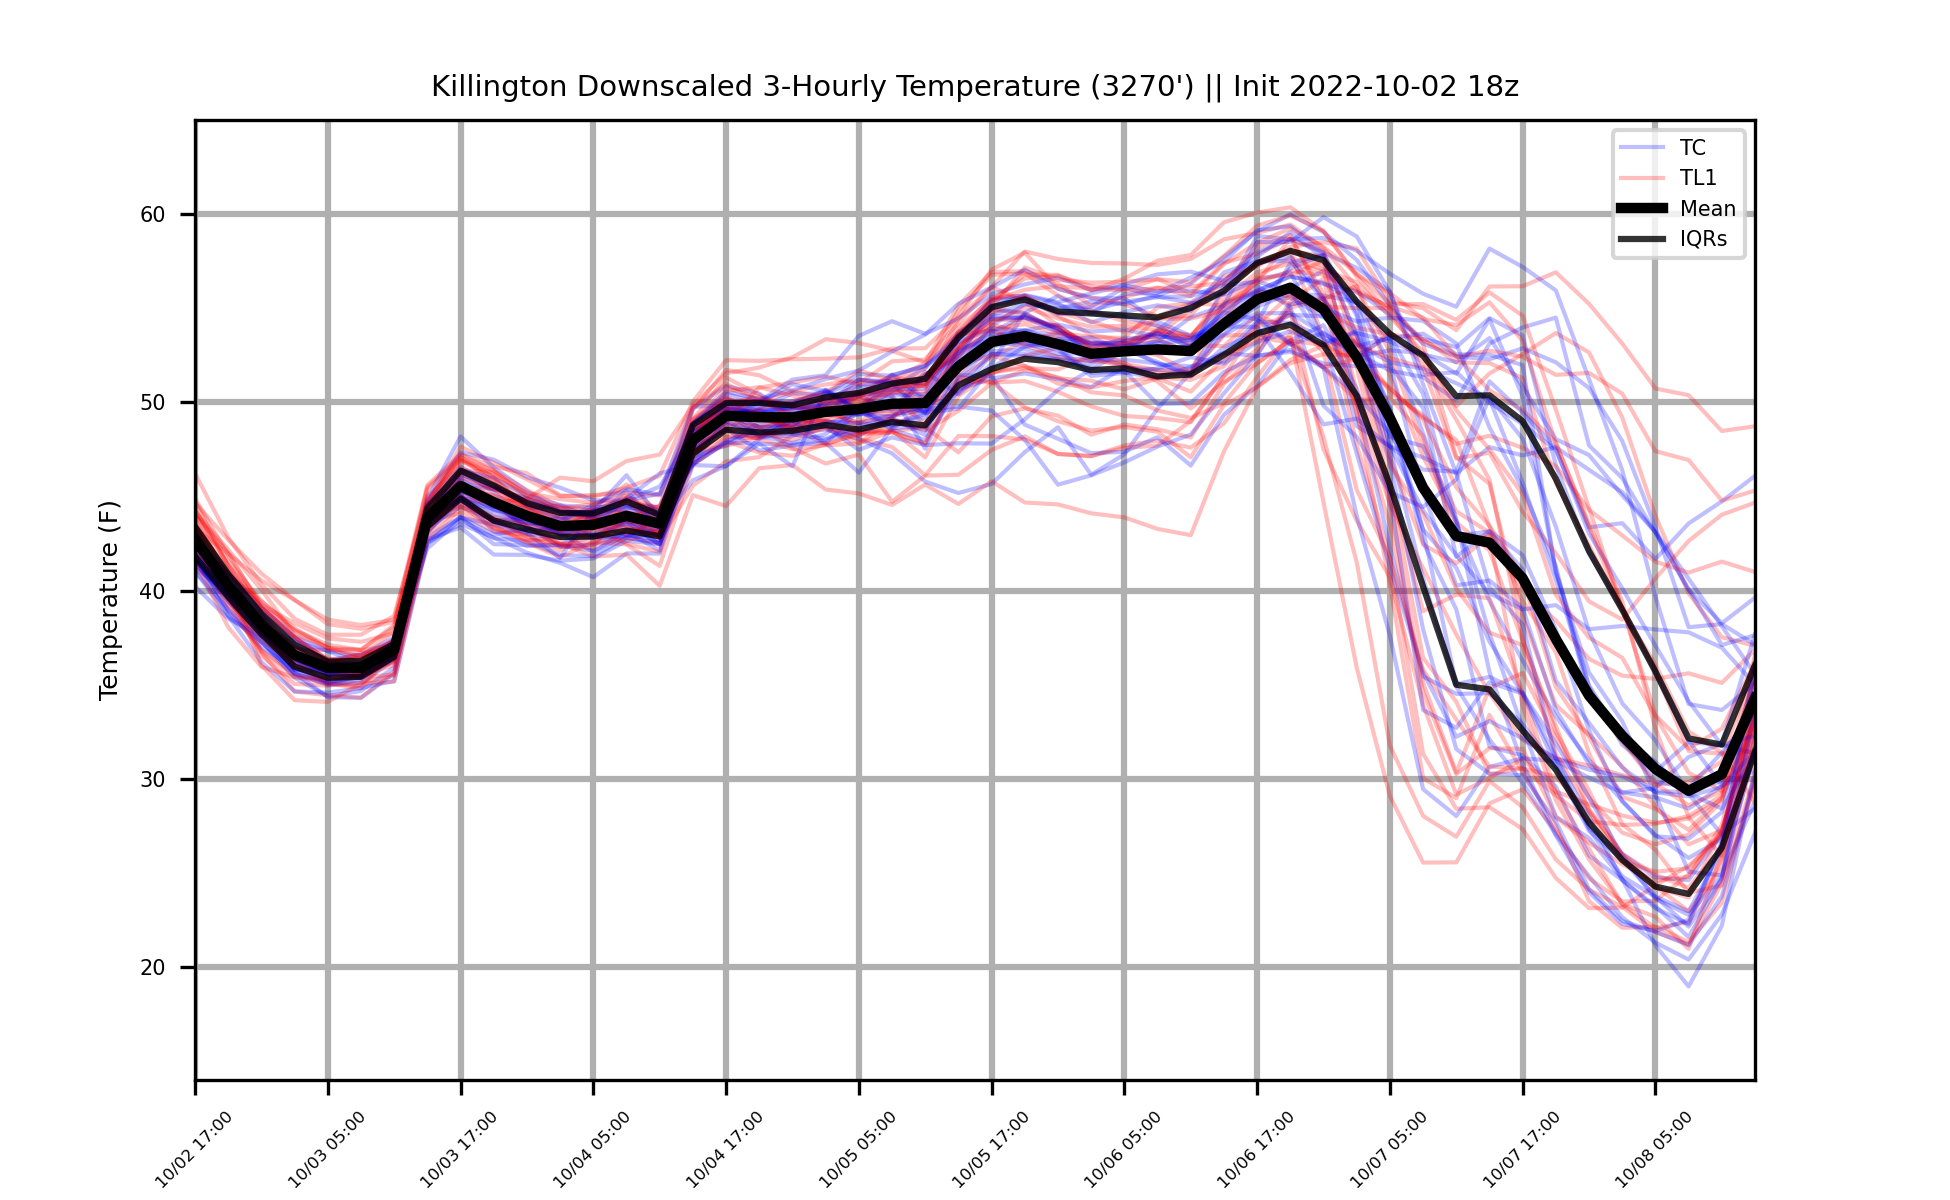 Killington Downscaled 3-Hourly Temperature (3270') || Init 2022-10-02 18z
TC
TL1
Mean
IQRs
Temperature (F)
60
50
40
30
20
10/02 17:00
10/03 05:00
10/03 17:00
10/04 05:00
10/04 17:00
10/05 05:00
10/05 17:00
10/06 05:00
10/06 17:00
10/07 05:00
10/07 17:00
10/08 05:00